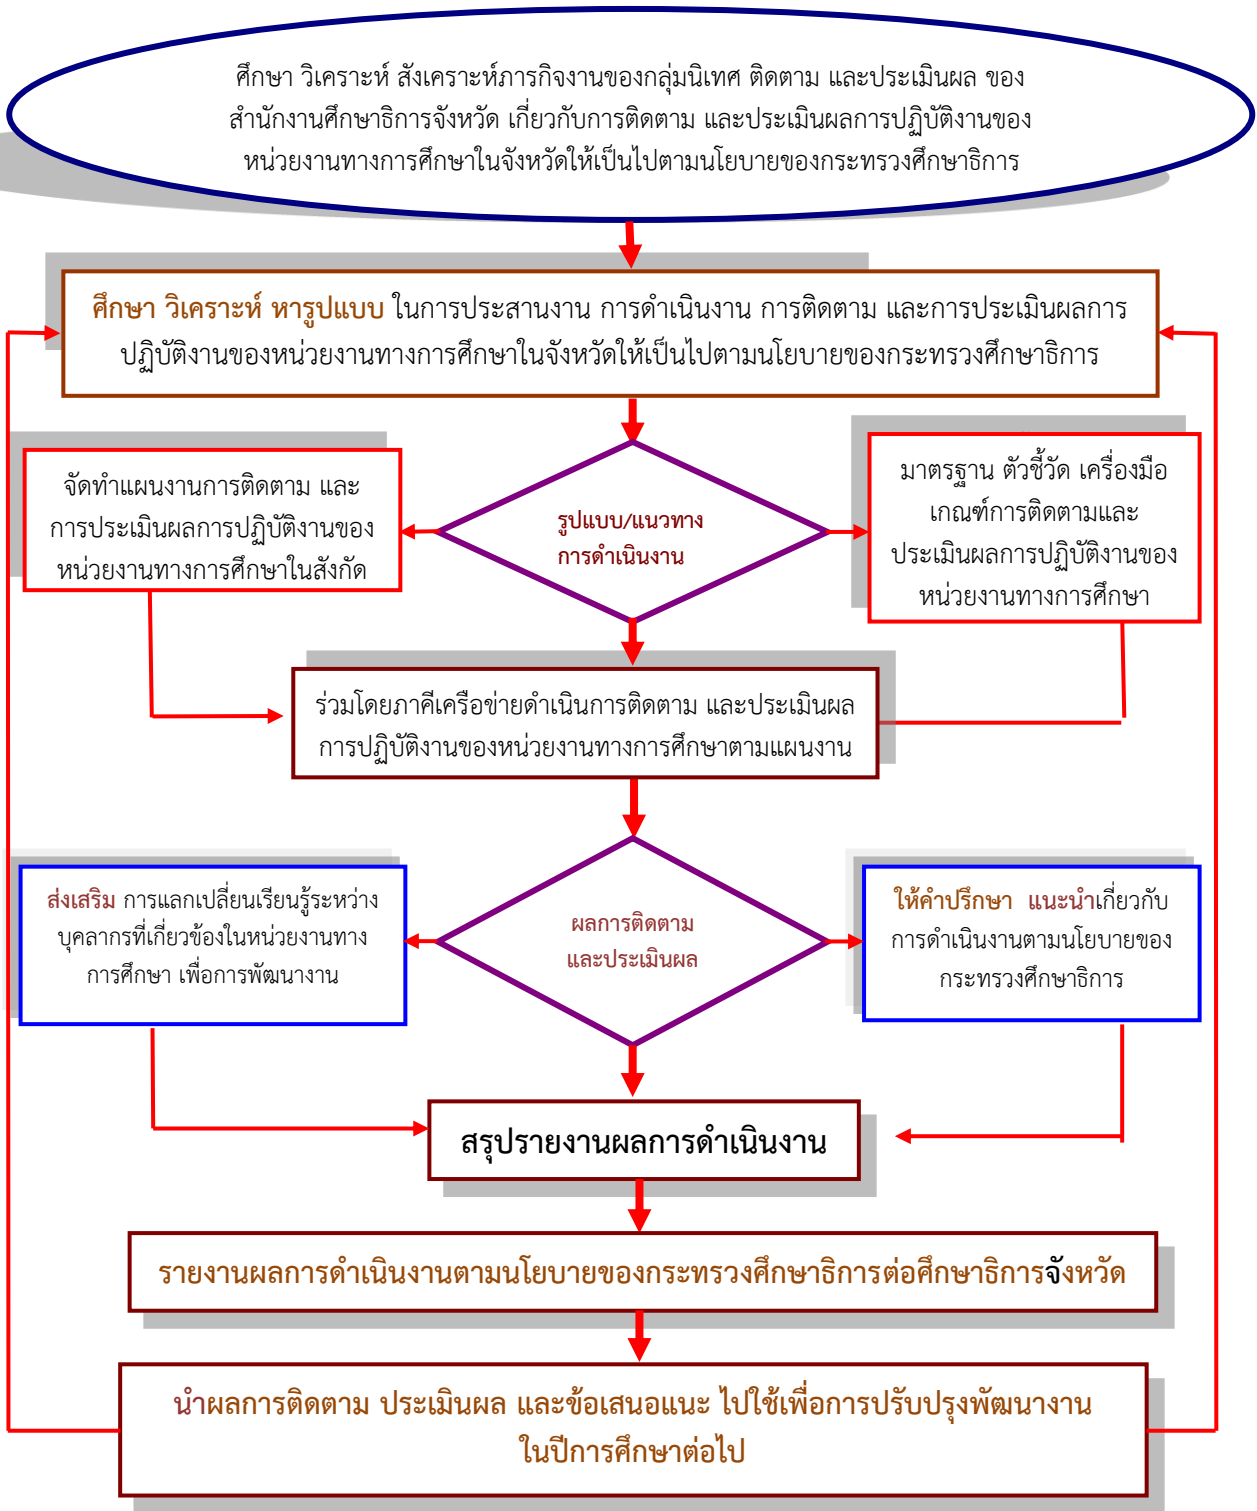 ศึกษา วิเคราะห์ สังเคราะห์ภารกิจงานของกลุ่มนิเทศ ติดตาม และประเมินผล ของ
สำนักงานศึกษาธิการจังหวัด เกี่ยวกับการติดตาม และประเมินผลการปฏิบัติงานของ
หน่วยงานทางการศึกษาในจังหวัดให้เป็นไปตามนโยบายของกระทรวงศึกษาธิการ
ศึกษา วิเคราะห์ หารูปแบบ ในการประสานงาน การดำเนินงาน การติดตาม และการประเมินผลการ
ปฏิบัติงานของหน่วยงานทางการศึกษาในจังหวัดให้เป็นไปตามนโยบายของกระทรวงศึกษาธิการ
จัดทำแผนงานการติดตาม และ
การประเมินผลการปฏิบัติงานของ
หน่วยงานทางการศึกษาในสังกัด
รูปแบบ/แนวทาง
การดำเนินงาน
มาตรฐาน ตัวชี้วัด เครื่องมือ
เกณฑ์การติดตามและ
ประเมินผลการปฏิบัติงานของ
หน่วยงานทางการศึกษา
ร่วมโดยภาคีเครือข่ายดำเนินการติดตาม และประเมินผล
การปฏิบัติงานของหน่วยงานทางการศึกษาตามแผนงาน
ส่งเสริม การแลกเปลี่ยนเรียนรู้ระหว่าง
บุคลากรที่เกี่ยวข้องในหน่วยงานทาง
การศึกษา เพื่อการพัฒนางาน
ผลการติดตาม
และประเมินผล
ให้คำปรึกษา แนะนำเกี่ยวกับ
การดำเนินงานตามนโยบายของ
กระทรวงศึกษาธิการ
สรุปรายงานผลการดำเนินงาน
รายงานผลการดำเนินงานตามนโยบายของกระทรวงศึกษาธิการต่อศึกษาธิการจังหวัด
นำผลการติดตาม ประเมินผล และข้อเสนอแนะ ไปใช้เพื่อการปรับปรุงพัฒนางาน
ในปีการศึกษาต่อไป